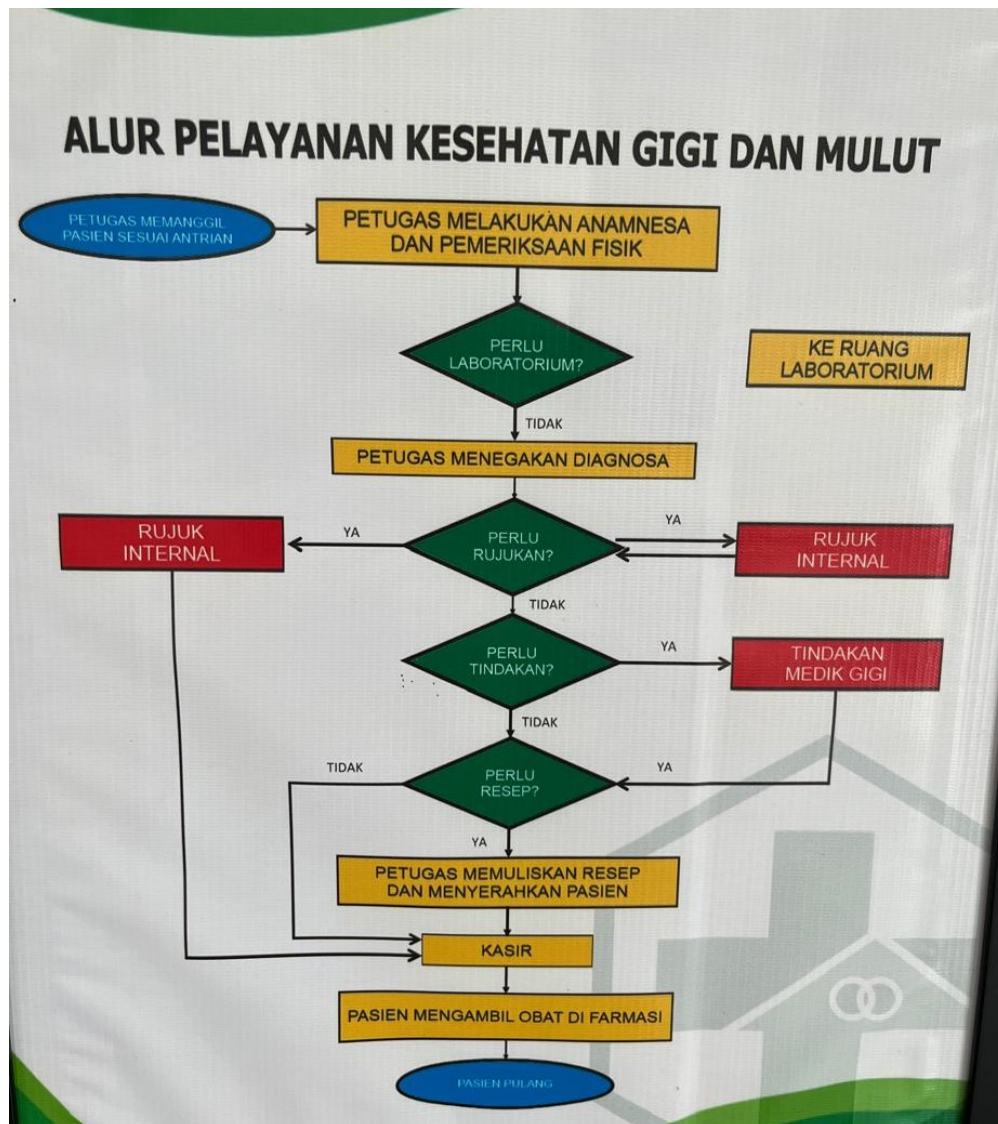 ALUR PELAYANAN KESEHATAN GIGI DAN MULUT
PETUGAS MEMANGGIL
PASIEN SESUAI ANTRIAN
PETUGAS MELAKUKAN ANAMNESA
DAN PEMERIKSAAN FISIK
PERLU
LABORATORIUM?
KE RUANG
LABORATORIUM
TIDAK
PETUGAS MENEGAKAN DIAGNOSA
RUJUK
INTERNAL
YA
PERLU
RUJUKAN?
YA
RUJUK
INTERNAL
TIDAK
PERLU
TINDAKAN?
YA
TINDAKAN
MEDIK GIGI
TIDAK
TIDAK
PERLU
RESEP?
YA
YA
PETUGAS MEMULISKAN RESEP
DAN MENYERAHKAN PASIEN
KASIR
PASIEN MENGAMBIL OBAT DI FARMASI
PASIEN PULANG